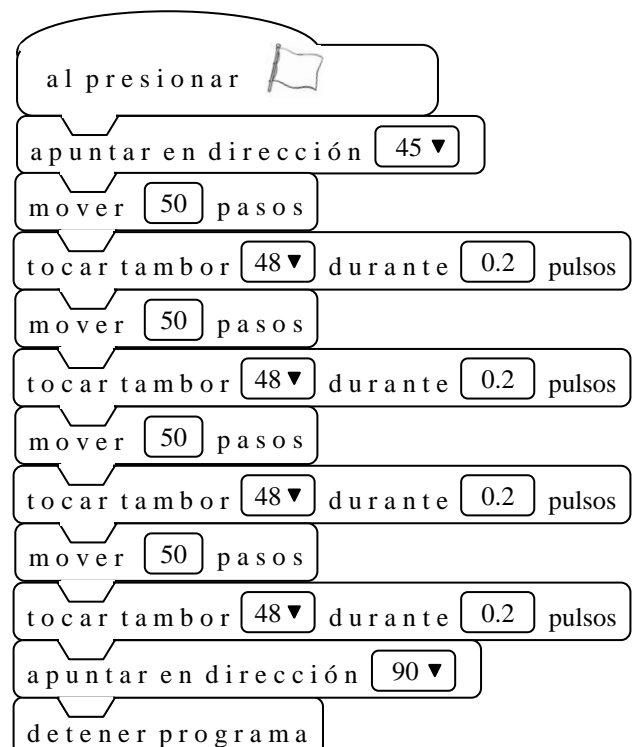 al presionar
apuntar en dirección 45 ▼
mover 50 pasos
tocar tambor 48 ▼ durante 0.2 pulsos
mover 50 pasos
tocar tambor 48 ▼ durante 0.2 pulsos
mover 50 pasos
tocar tambor 48 ▼ durante 0.2 pulsos
mover 50 pasos
tocar tambor 48 ▼ durante 0.2 pulsos
apuntar en dirección 90 ▼
detener programa